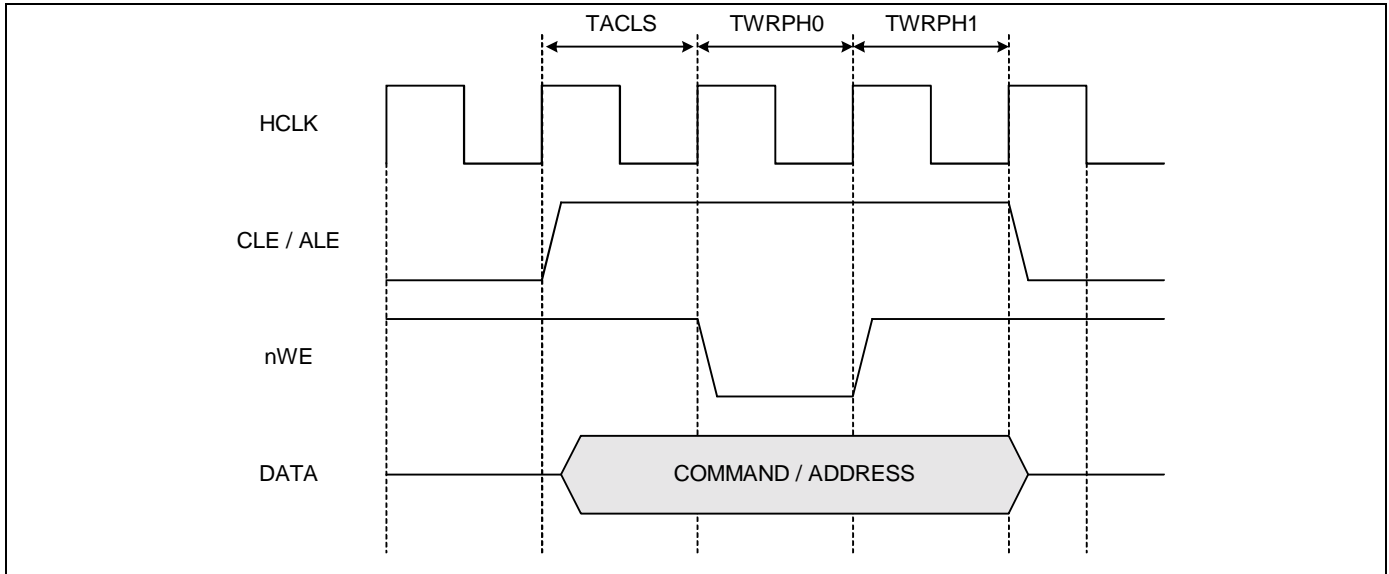 TACLS TWRPH0 TWRPH1
HCLK
CLE / ALE
nWE
DATA COMMAND / ADDRESS